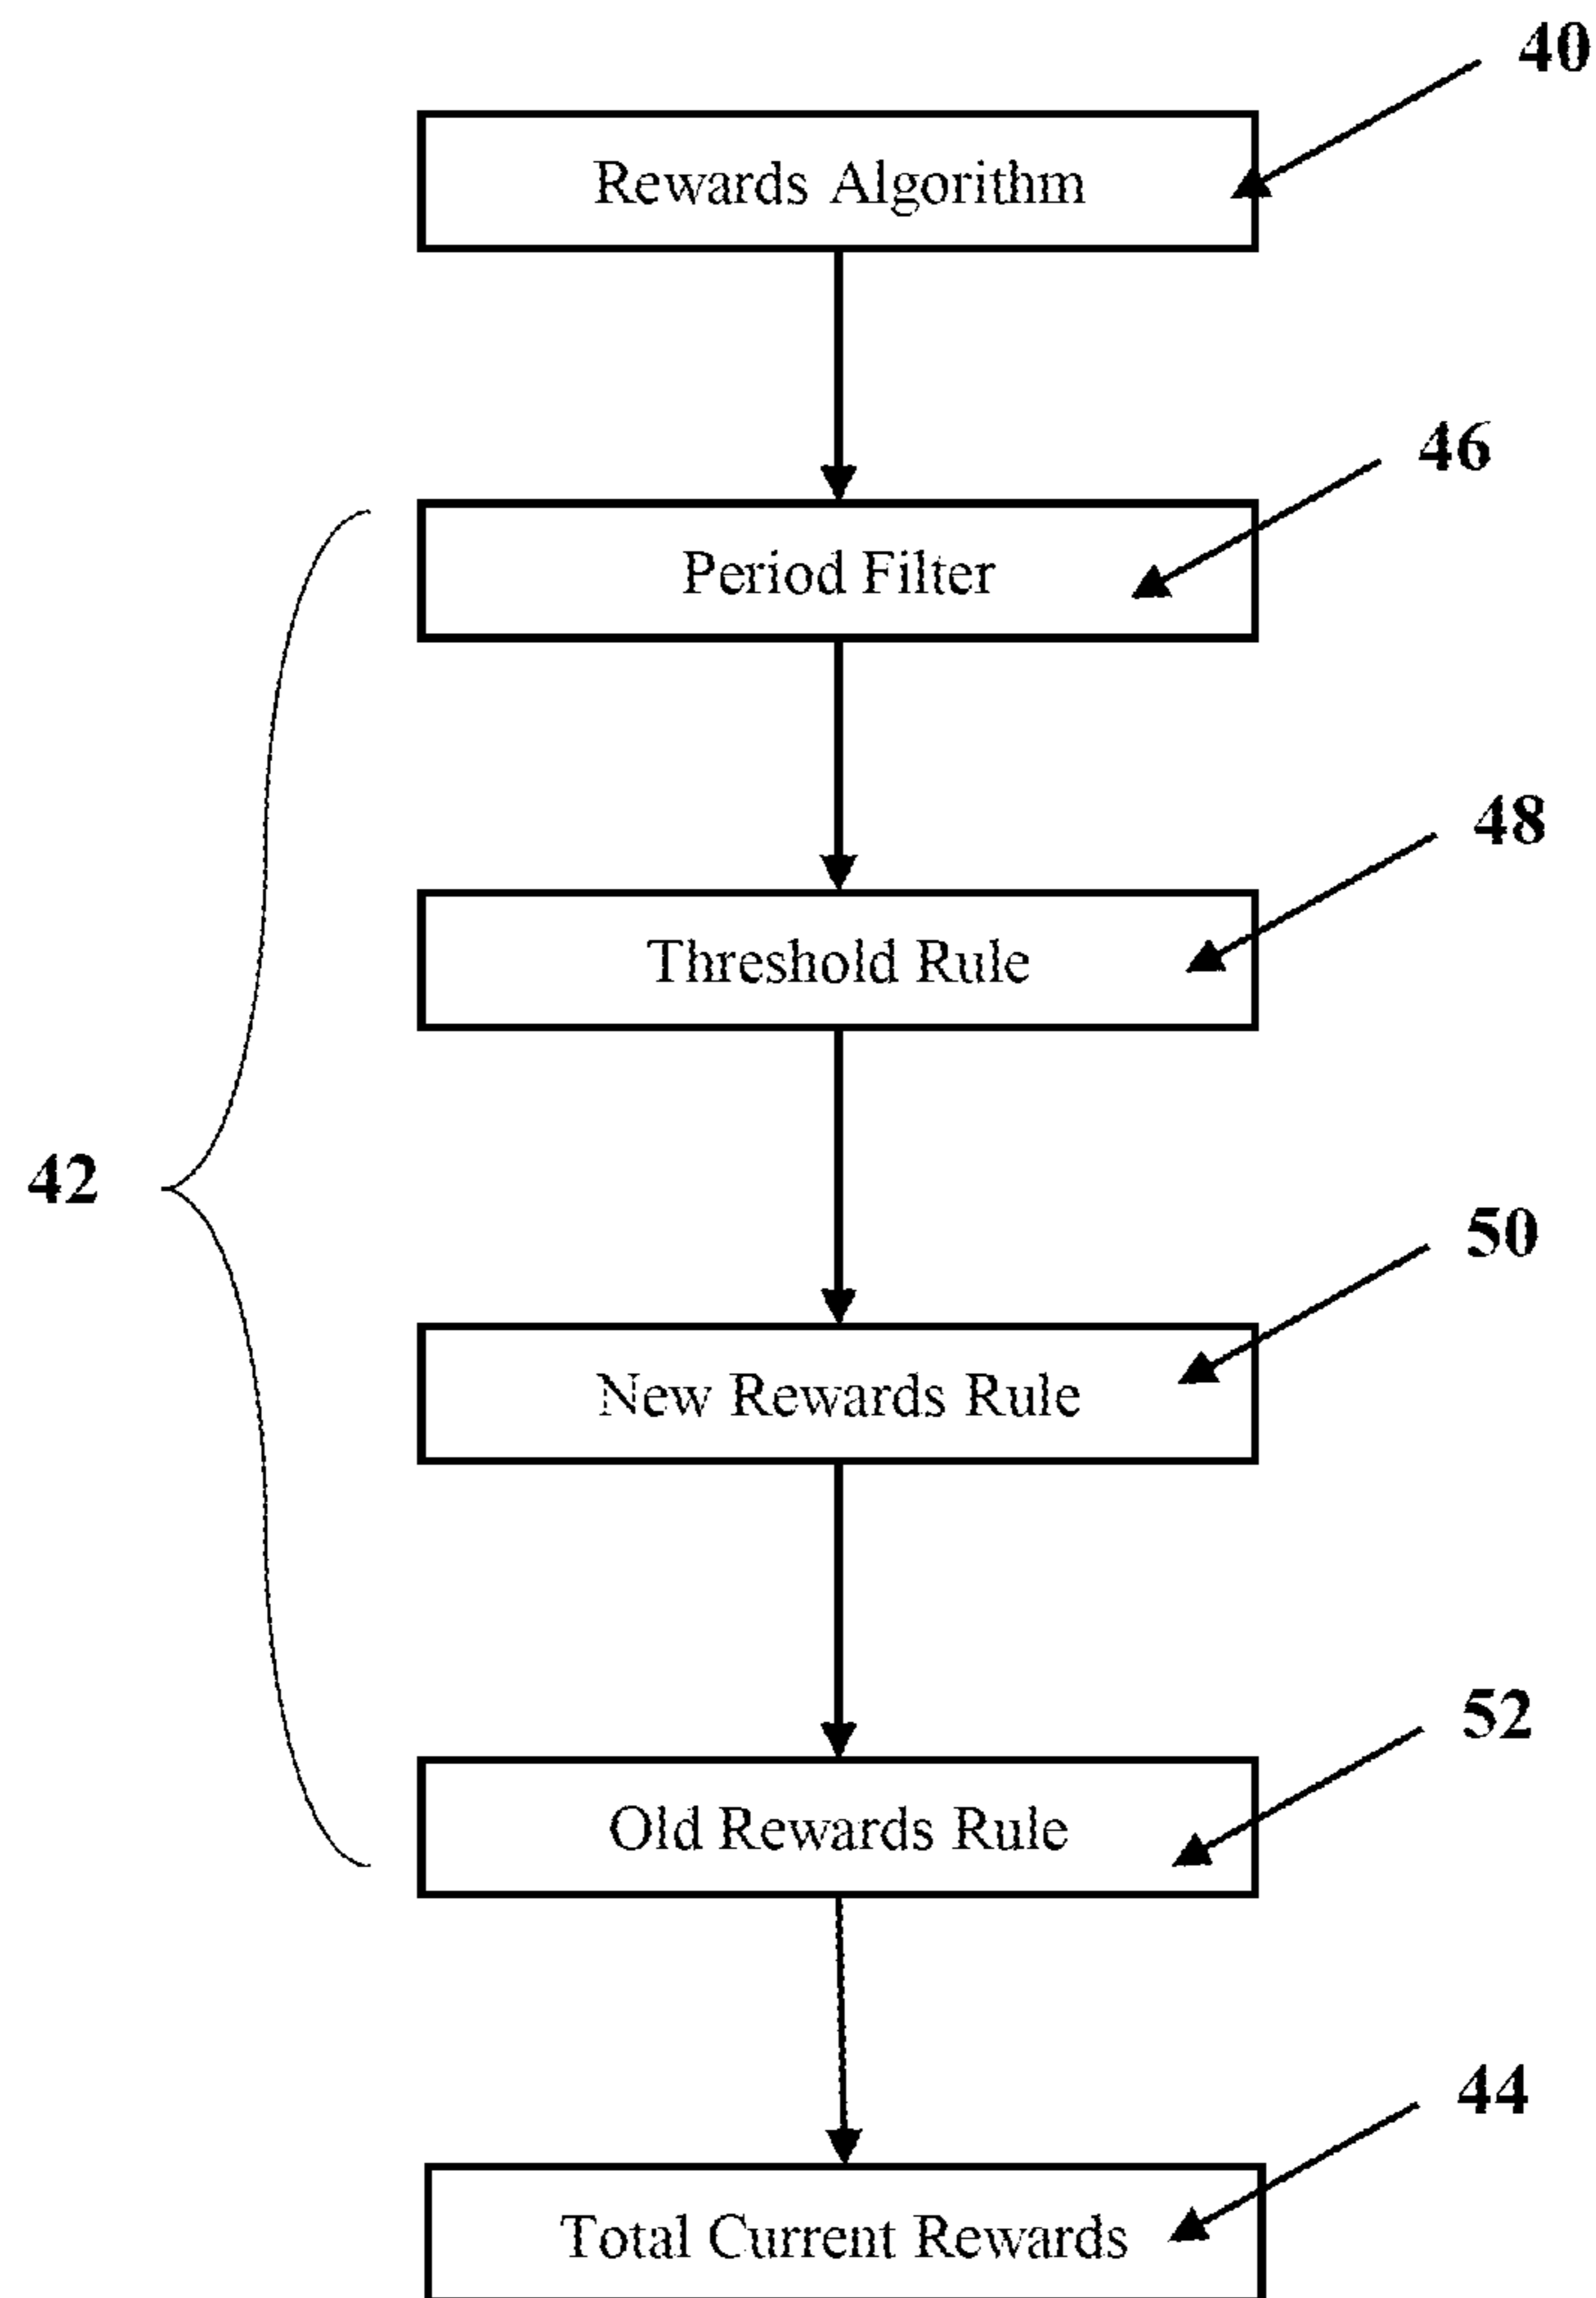 40
Rewards Algorithm
46
Period Filter
48
Threshold Rule
42
50
New Rewards Rule
52
Old Rewards Rule
44
Total Current Rewards